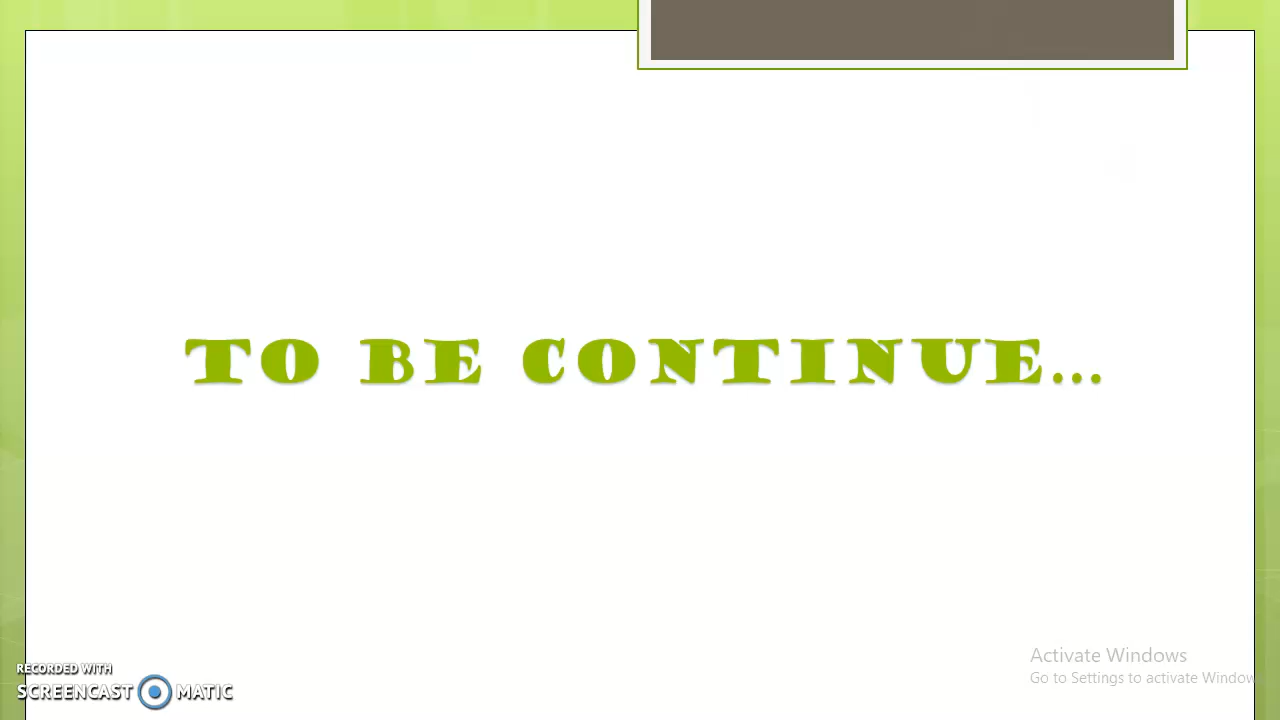 TO BE CONTINUE...
Activate Windows
Go to Settings to activate Window
RECORDED WITH
SCREENCAST MATIC